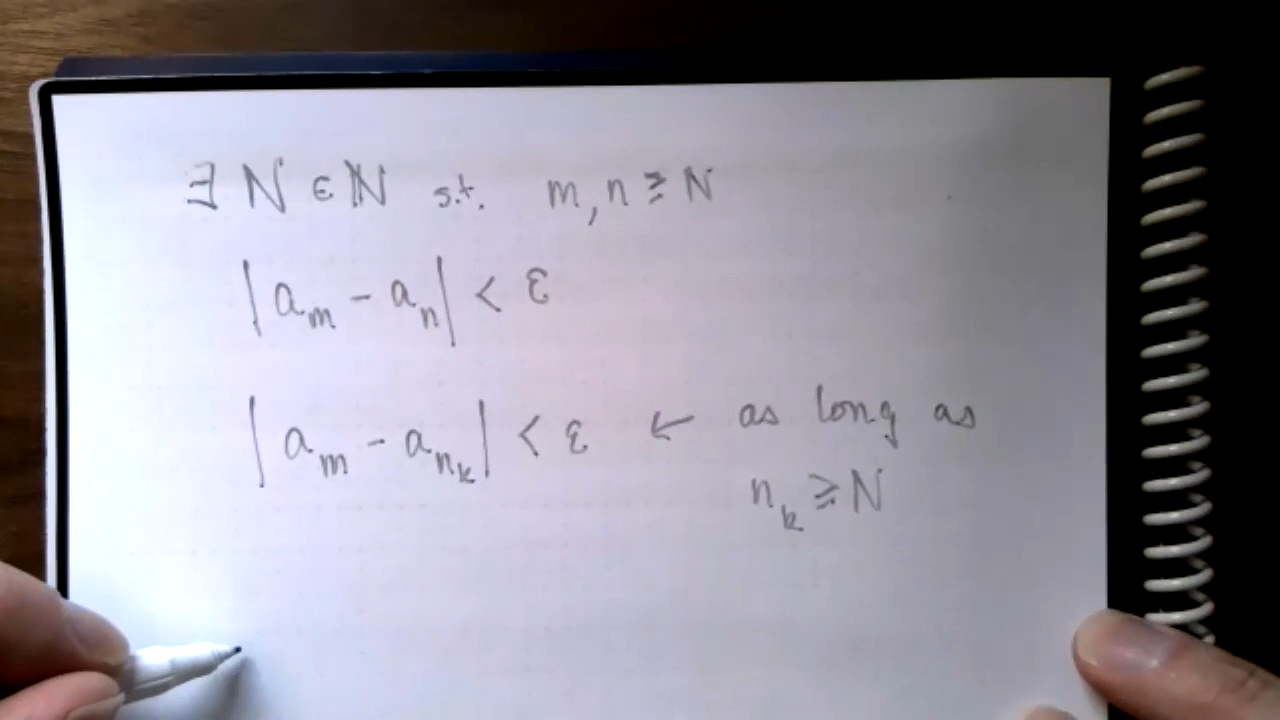 ∃ N ∈ ℕ s.t. m, n ⩾ N
|a_m - a_n| < ε
|a_m - a_{n_k}| < ε ← as long as
n_k ⩾ N